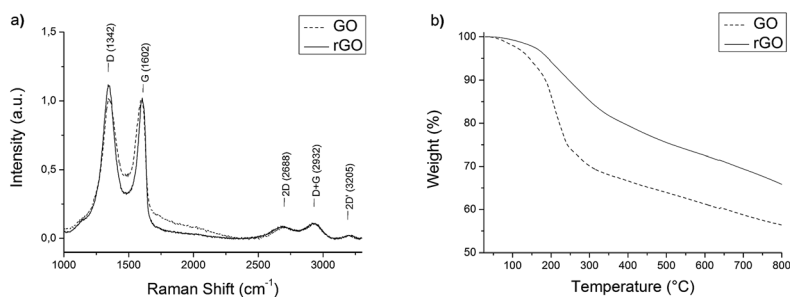 a)
GO
rGO
D (1342)
G (1602)
2D (2688)
D+G (2932)
2D' (3205)
1,5
1,0
0,5
0,0
1000 1500 2000 2500 3000
Intensity (a.u.)
Raman Shift (cm⁻¹)
b)
GO
rGO
100
90
80
70
60
50
100 200 300 400 500 600 700 800
Weight (%)
Temperature (°C)